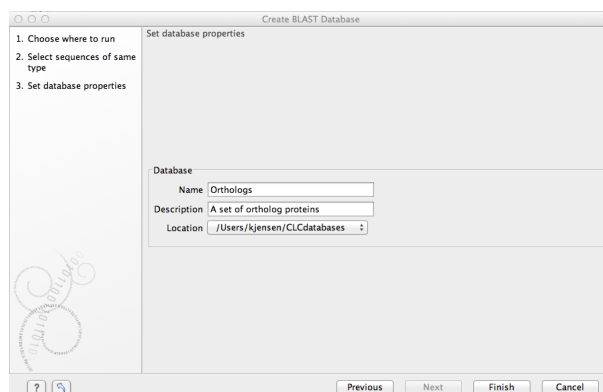 Create BLAST Database
1. Choose where to run
2. Select sequences of same
type
3. Set database properties
Set database properties
Database
Name Orthologs
Description A set of ortholog proteins
Location /Users/kjensen/CLCdatabases
?
Previous
Next
Finish
Cancel